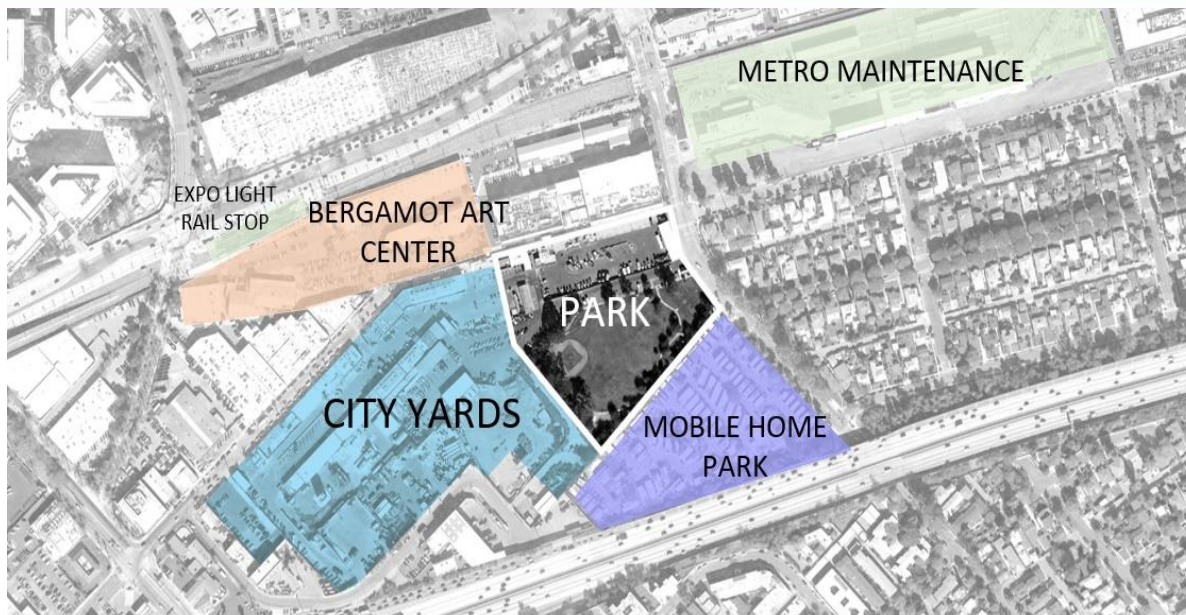 METRO MAINTENANCE
EXPO LIGHT
RAIL STOP
BERGAMOT ART
CENTER
PARK
CITY YARDS
MOBILE HOME
PARK